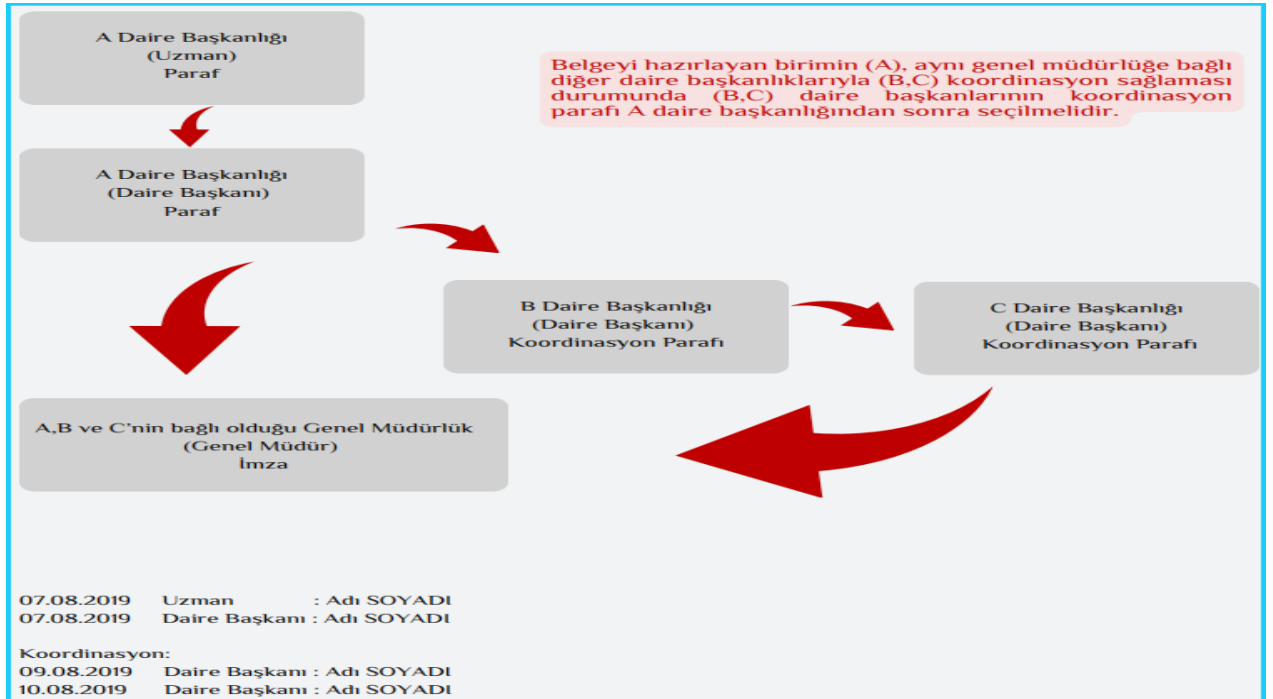 A Daire Başkanlığı
(Uzman)
Paraf
Belgeyi hazırlayan birimin (A), aynı genel müdürlüğe bağlı
diğer daire başkanlıklarıyla (B,C) koordinasyon sağlaması
durumunda (B,C) daire başkanlarının koordinasyon
parafı A daire başkanlığından sonra seçilmelidir.
A Daire Başkanlığı
(Daire Başkanı)
Paraf
B Daire Başkanlığı
(Daire Başkanı)
Koordinasyon Parafı
C Daire Başkanlığı
(Daire Başkanı)
Koordinasyon Parafı
A,B ve C’nin bağlı olduğu Genel Müdürlük
(Genel Müdür)
İmza
07.08.2019 Uzman : Adı SOYADI
07.08.2019 Daire Başkanı : Adı SOYADI
Koordinasyon:
09.08.2019 Daire Başkanı : Adı SOYADI
10.08.2019 Daire Başkanı : Adı SOYADI